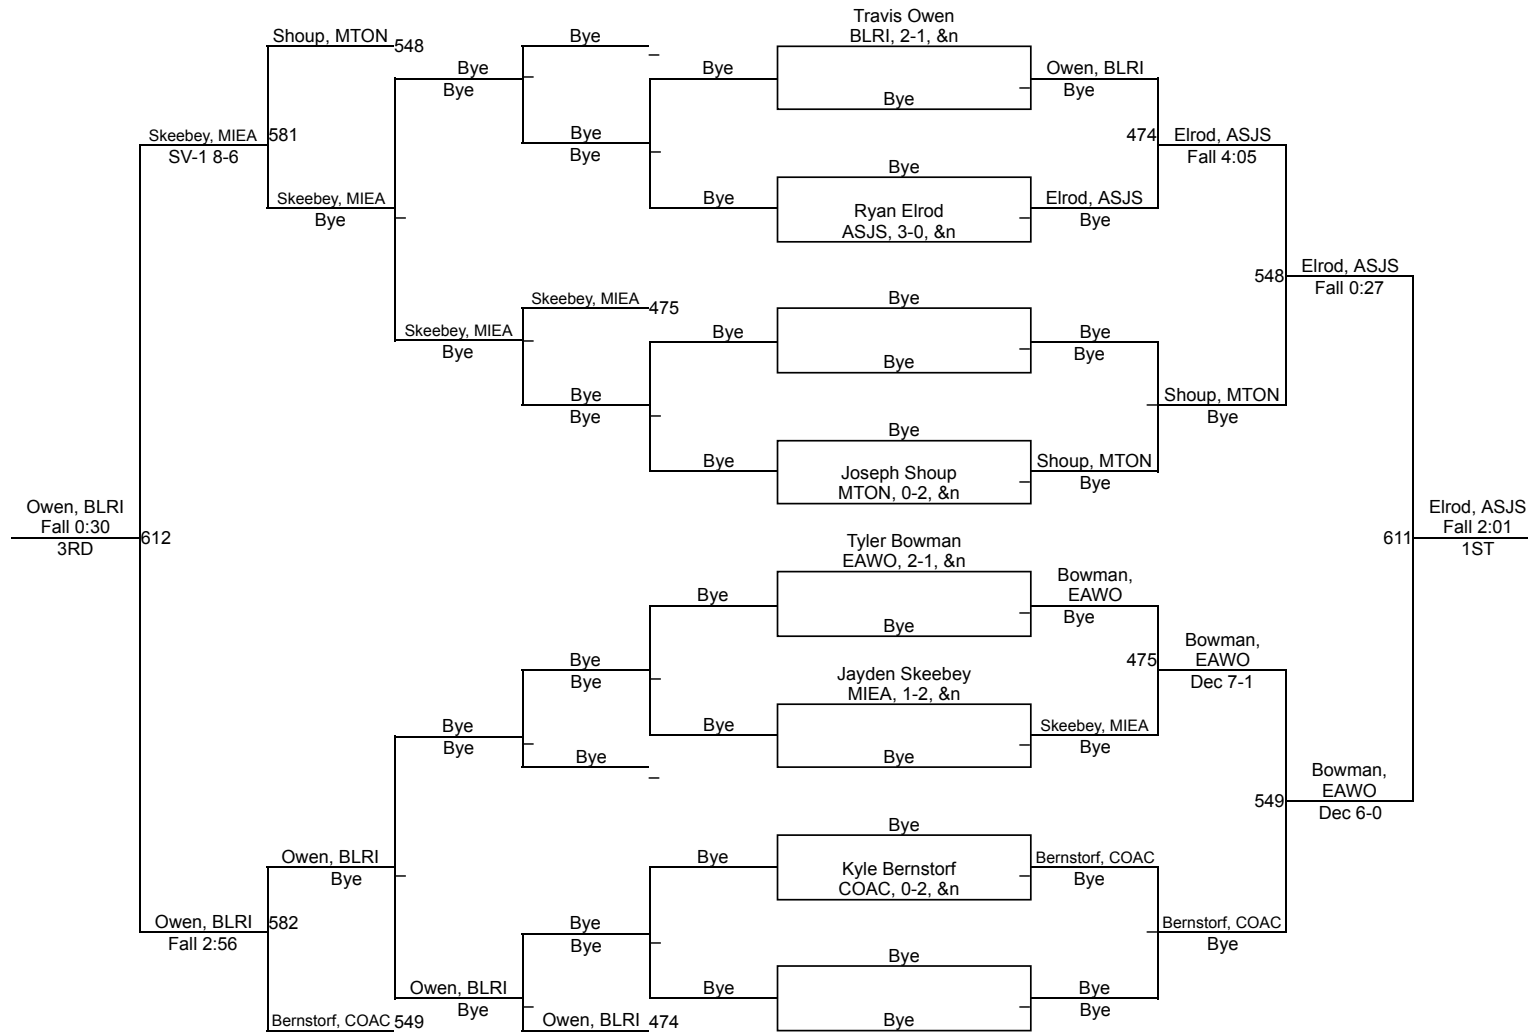 Travis Owen
BLRI, 2-1, &n
Shoup, MTON
548
Bye
Bye
Bye
Bye
Bye
Owen, BLRI
Bye
Bye
Skeebey, MIEA
581
SV-1 8-6
Bye
Bye
474
Elrod, ASJS
Fall 4:05
Bye
Skeebey, MIEA
Bye
Bye
Ryan Elrod
ASJS, 3-0, &n
Elrod, ASJS
Bye
548
Elrod, ASJS
Fall 0:27
Skeebey, MIEA
475
Bye
Skeebey, MIEA
Bye
Bye
Bye
Bye
Bye
Bye
Bye
Shoup, MTON
Bye
Bye
Bye
Joseph Shoup
MTON, 0-2, &n
Shoup, MTON
Bye
Owen, BLRI
Fall 0:30
3RD
612
611
Elrod, ASJS
Fall 2:01
1ST
Tyler Bowman
EAWO, 2-1, &n
Bye
Bye
Bowman,
EAWO
Bye
Bye
Bye
475
Bowman,
EAWO
Dec 7-1
Jayden Skeebey
MIEA, 1-2, &n
Bye
Bye
Bye
Bye
Skeebey, MIEA
Bye
Bye
549
Bowman,
EAWO
Dec 6-0
Bye
Owen, BLRI
Bye
Bye
Kyle Bernstorf
COAC, 0-2, &n
Bernstorf, COAC
Bye
Owen, BLRI
582
Fall 2:56
Bye
Bye
Bernstorf, COAC
Bye
Bye
Owen, BLRI
Bye
Bye
Bye
Bye
Bye
Bernstorf, COAC
549
Owen, BLRI
474